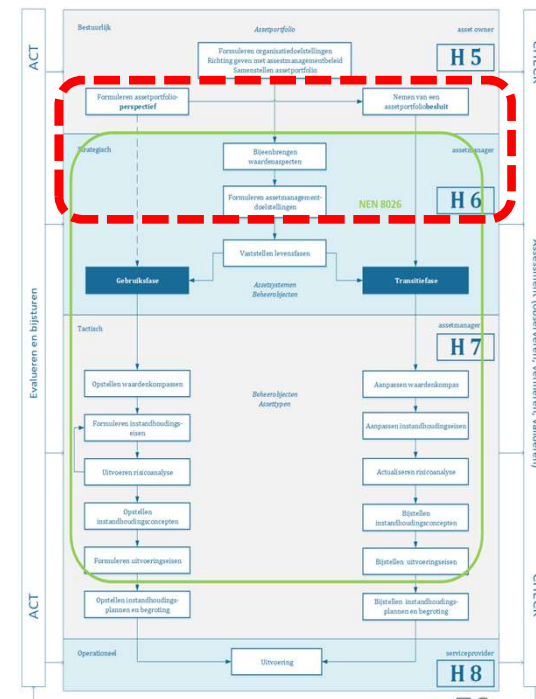 Bestuurlijk
Assetportfolio
asset owner
ACT
Formuleren organisatiedoelstellingen
Richting geven met assestmanagementbeleid
Samenstellen assetportfolio
H 5
Formuleren assetportfolio-
perspectief
Nemen van een
assetportfoliobesluit
Strategisch
assetmanager
Bijeenbrengen
waardenaspecten
Formuleren assetmanagement-
doelstellingen
NEN 8026
H 6
Vaststellen levensfasen
Gebruiksfase
Assetsystemen
Beheerobjecten
Transitiefase
Evalueren en bijsturen
Tactisch
assetmanager
H 7
Opstellen waardenkompassen
Beheerobjecten
Assettypen
Aanpassen waardenkompas
Formuleren instandhoudings-
eisen
Aanpassen instandhoudingseisen
Uitvoeren risicoanalyse
Actualiseren risicoanalyse
Opstellen
instandhoudingsconcepten
Bijstellen
instandhoudingsconcepten
Formuleren uitvoeringseisen
Bijstellen uitvoeringseisen
ACT
Opstellen instandhoudings-
plannen en begroting
Bijstellen instandhoudings-
plannen en begroting
Operationeel
serviceprovider
Uitvoering
H 8